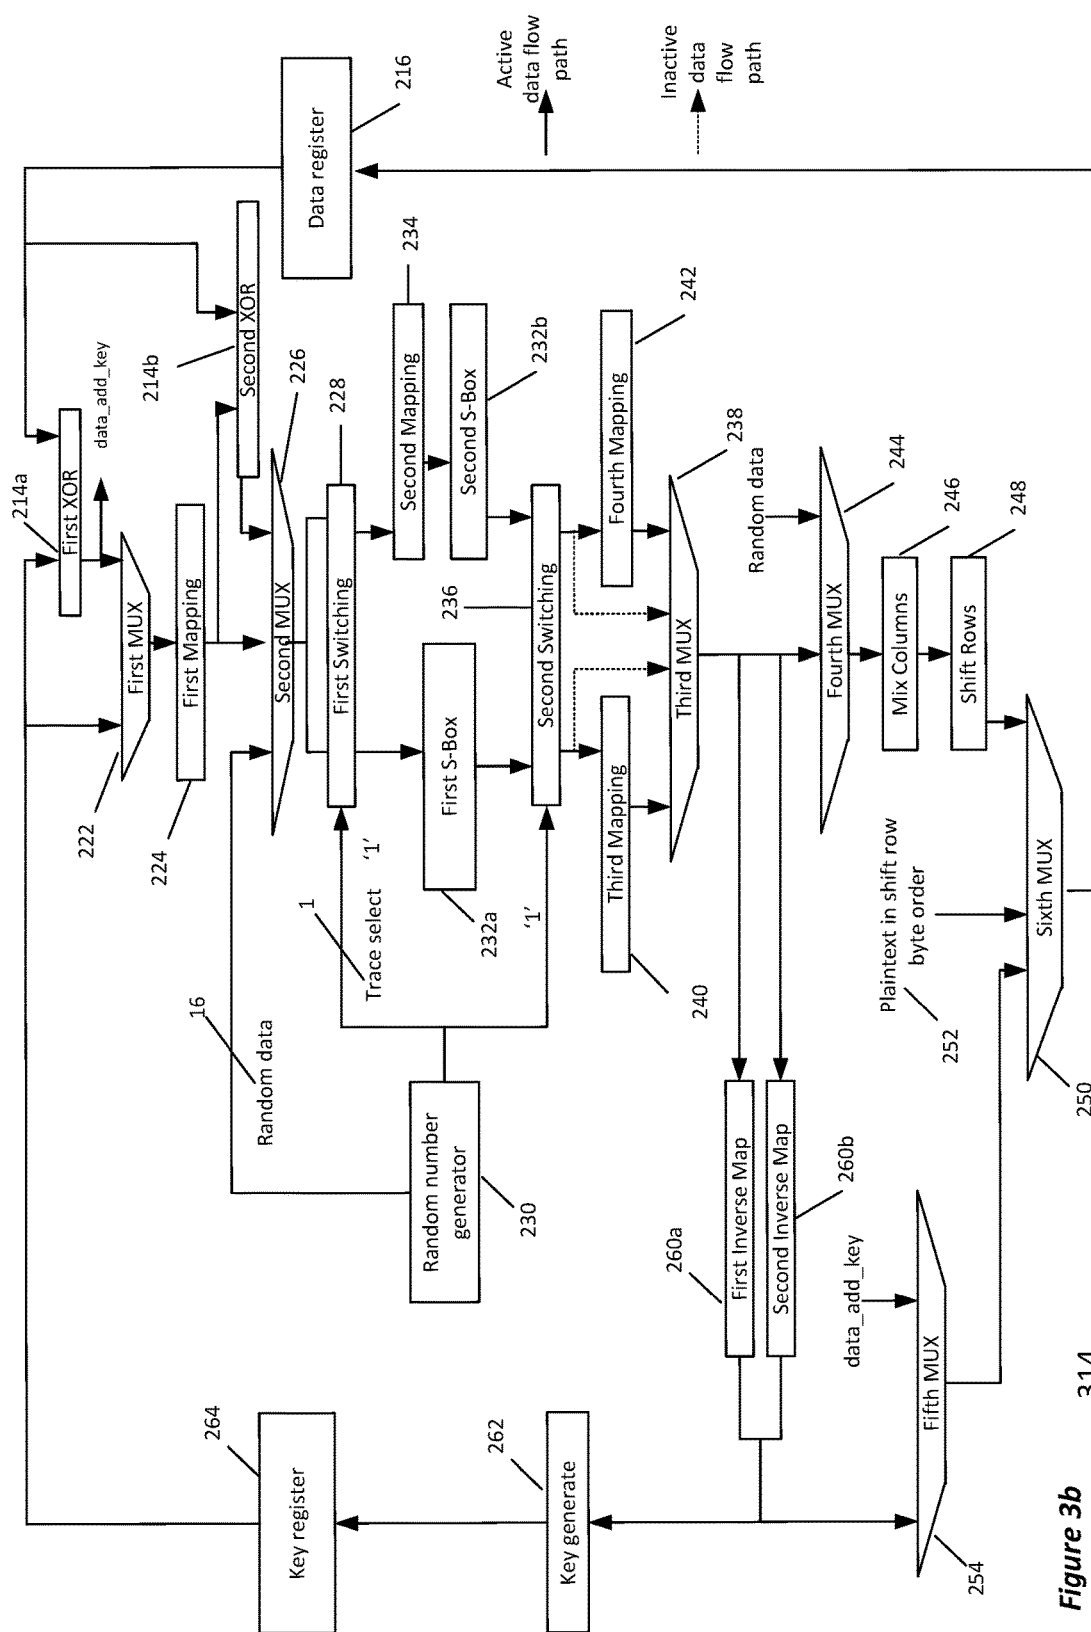 214a
First XOR
data_add_key
222
First MUX
224
First Mapping
214b
Second XOR
Data register
216
Active
data flow
path
Inactive
data
flow
path
226
Second MUX
16
Random data
1
Trace select
'1'
First Switching
228
Second Mapping
234
First S-Box
232a
Second S-Box
232b
Random number
generator
230
'1'
236
Second Switching
Third Mapping
240
Fourth Mapping
242
Third MUX
238
Random data
Fourth MUX
244
Mix Columns
246
Shift Rows
248
260a
First Inverse Map
Second Inverse Map
260b
Key register
264
Key generate
262
data_add_key
Fifth MUX
254
Plaintext in shift row
byte order
252
Sixth MUX
250
314
Figure 3b